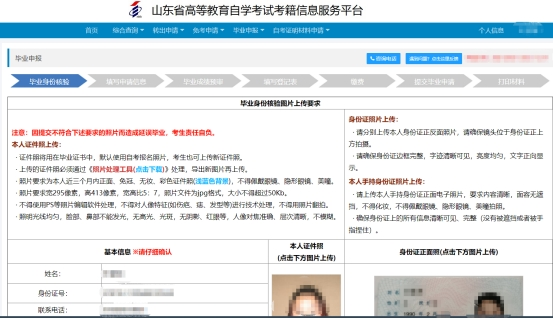 山东省高等教育自学考试考籍信息服务平台
首页 综合查询 转出申请 免考申请 毕业申报 自考证明材料申请 个人信息
毕业申报
咨询电话
毕业身份核验 填写申请信息 毕业成绩预审 填写登记表 缴费 提交毕业申请 打印材料
毕业身份核验照片上传要求
注意：因提交不符合下述要求的照片而造成延误毕业，考生责任自负。
本人证件照上传：
· 证件照将用在毕业证书中，默认使用自考报名照片，考生也可上传新证件照。
· 上传的证件照必须通过《照片处理工具(点击下载)》处理，导出新图片再上传。
· 照片要求为本人近三个月内正面、免冠、无妆、彩色证件照(浅蓝色背景)，不得佩戴眼镜、隐形眼镜、美瞳。
· 照片要求宽295像素，高413像素，宽高比5：7，照片文件为jpg格式，大小不得超过50Kb。
· 不得使用PS等照片编辑软件处理，不得对人像特征(如伤疤、痣、发型等)进行技术处理，不得用照片翻拍。
· 照明光线均匀，脸部、鼻部不能发光，无高光、光斑，无阴影、红眼等，人像对焦准确、层次清晰，不模糊。
身份证照片上传：
· 请分别上传本人身份证正反面照片，请确保镜头位于身份证正上方拍摄。
· 请确保身份证边框完整，字迹清晰可见，亮度均匀，文字正向显示。
本人手持身份证照片上传：
· 请上传本人手持身份证正面电子照片，要求内容清晰，面容无遮挡，不得化妆，不得佩戴眼镜、隐形眼镜、美瞳拍照。
· 确保身份证上的所有信息清晰可见、完整（没有被遮挡或者被手指捏住）。
基本信息 *请仔细确认
本人证件照
(点击下方图片上传)
身份证正面照(点击下方图片上传)
姓名：
身份证号：
联系电话：